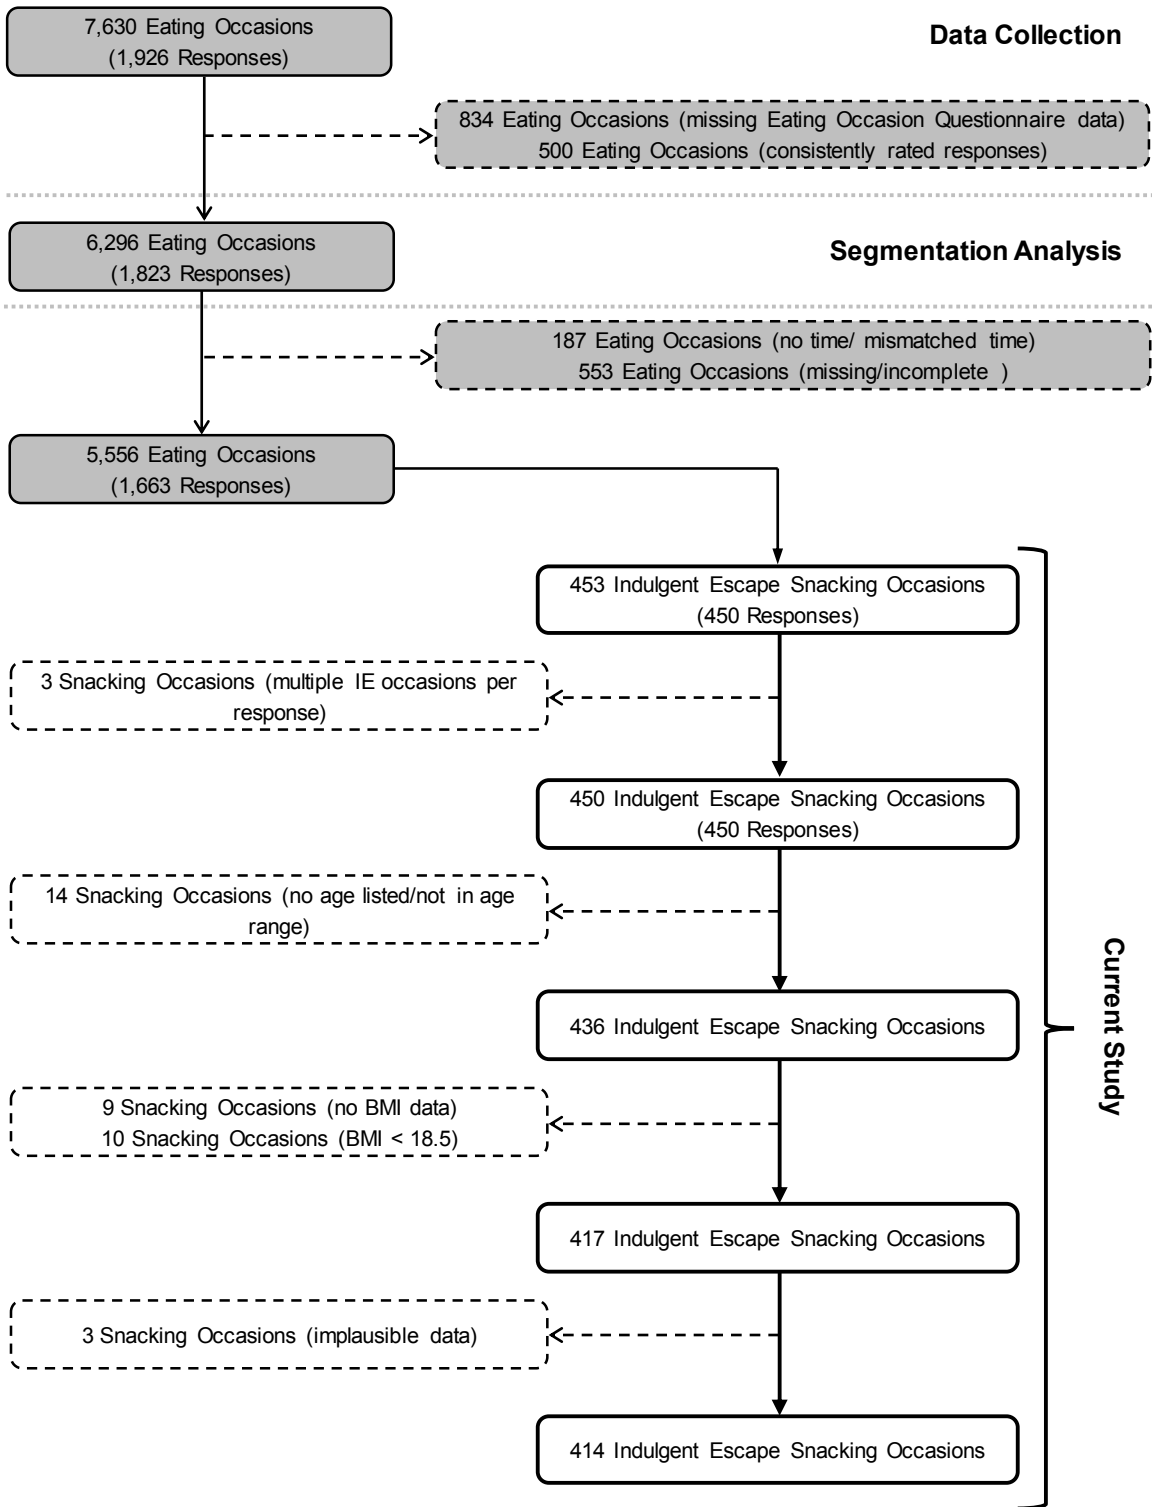 7,630 Eating Occasions
(1,926 Responses)
Data Collection
834 Eating Occasions (missing Eating Occasion Questionnaire data)
500 Eating Occasions (consistently rated responses)
6,296 Eating Occasions
(1,823 Responses)
Segmentation Analysis
187 Eating Occasions (no time/ mismatched time)
553 Eating Occasions (missing/incomplete )
5,556 Eating Occasions
(1,663 Responses)
453 Indulgent Escape Snacking Occasions
(450 Responses)
3 Snacking Occasions (multiple IE occasions per
response)
450 Indulgent Escape Snacking Occasions
(450 Responses)
14 Snacking Occasions (no age listed/not in age
range)
436 Indulgent Escape Snacking Occasions
Current Study
9 Snacking Occasions (no BMI data)
10 Snacking Occasions (BMI < 18.5)
417 Indulgent Escape Snacking Occasions
3 Snacking Occasions (implausible data)
414 Indulgent Escape Snacking Occasions